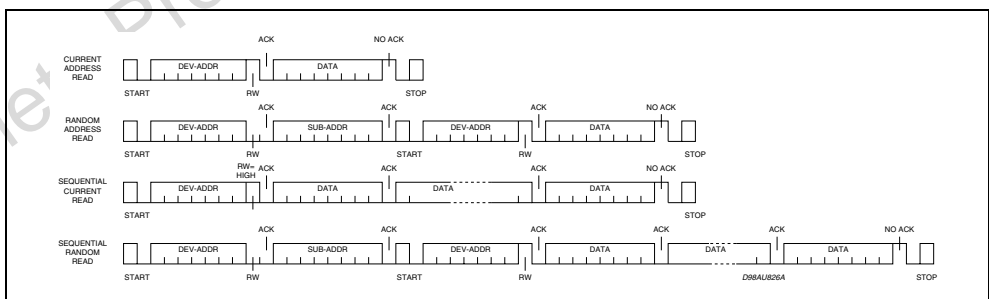 ACK NO ACK
CURRENT
ADDRESS
READ
DEV-ADDR DATA
START RW STOP
ACK ACK ACK NO ACK
RANDOM
ADDRESS
READ
DEV-ADDR SUB-ADDR DEV-ADDR DATA
START RW START RW STOP
RW=
HIGH
ACK ACK ACK NO ACK
SEQUENTIAL
CURRENT
READ
DEV-ADDR DATA DATA DATA
START STOP
ACK ACK ACK ACK ACK NO ACK
SEQUENTIAL
RANDOM
READ
DEV-ADDR SUB-ADDR DEV-ADDR DATA DATA DATA
START RW START RW D98AU826A STOP